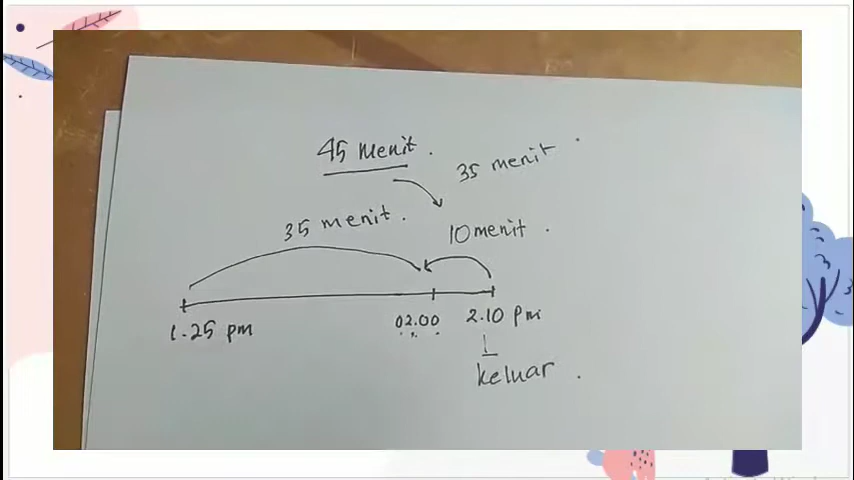 45 menit.
35 menit.
35 menit.
10 menit.
1.25 pm
02.00
2.10 pm
keluar.